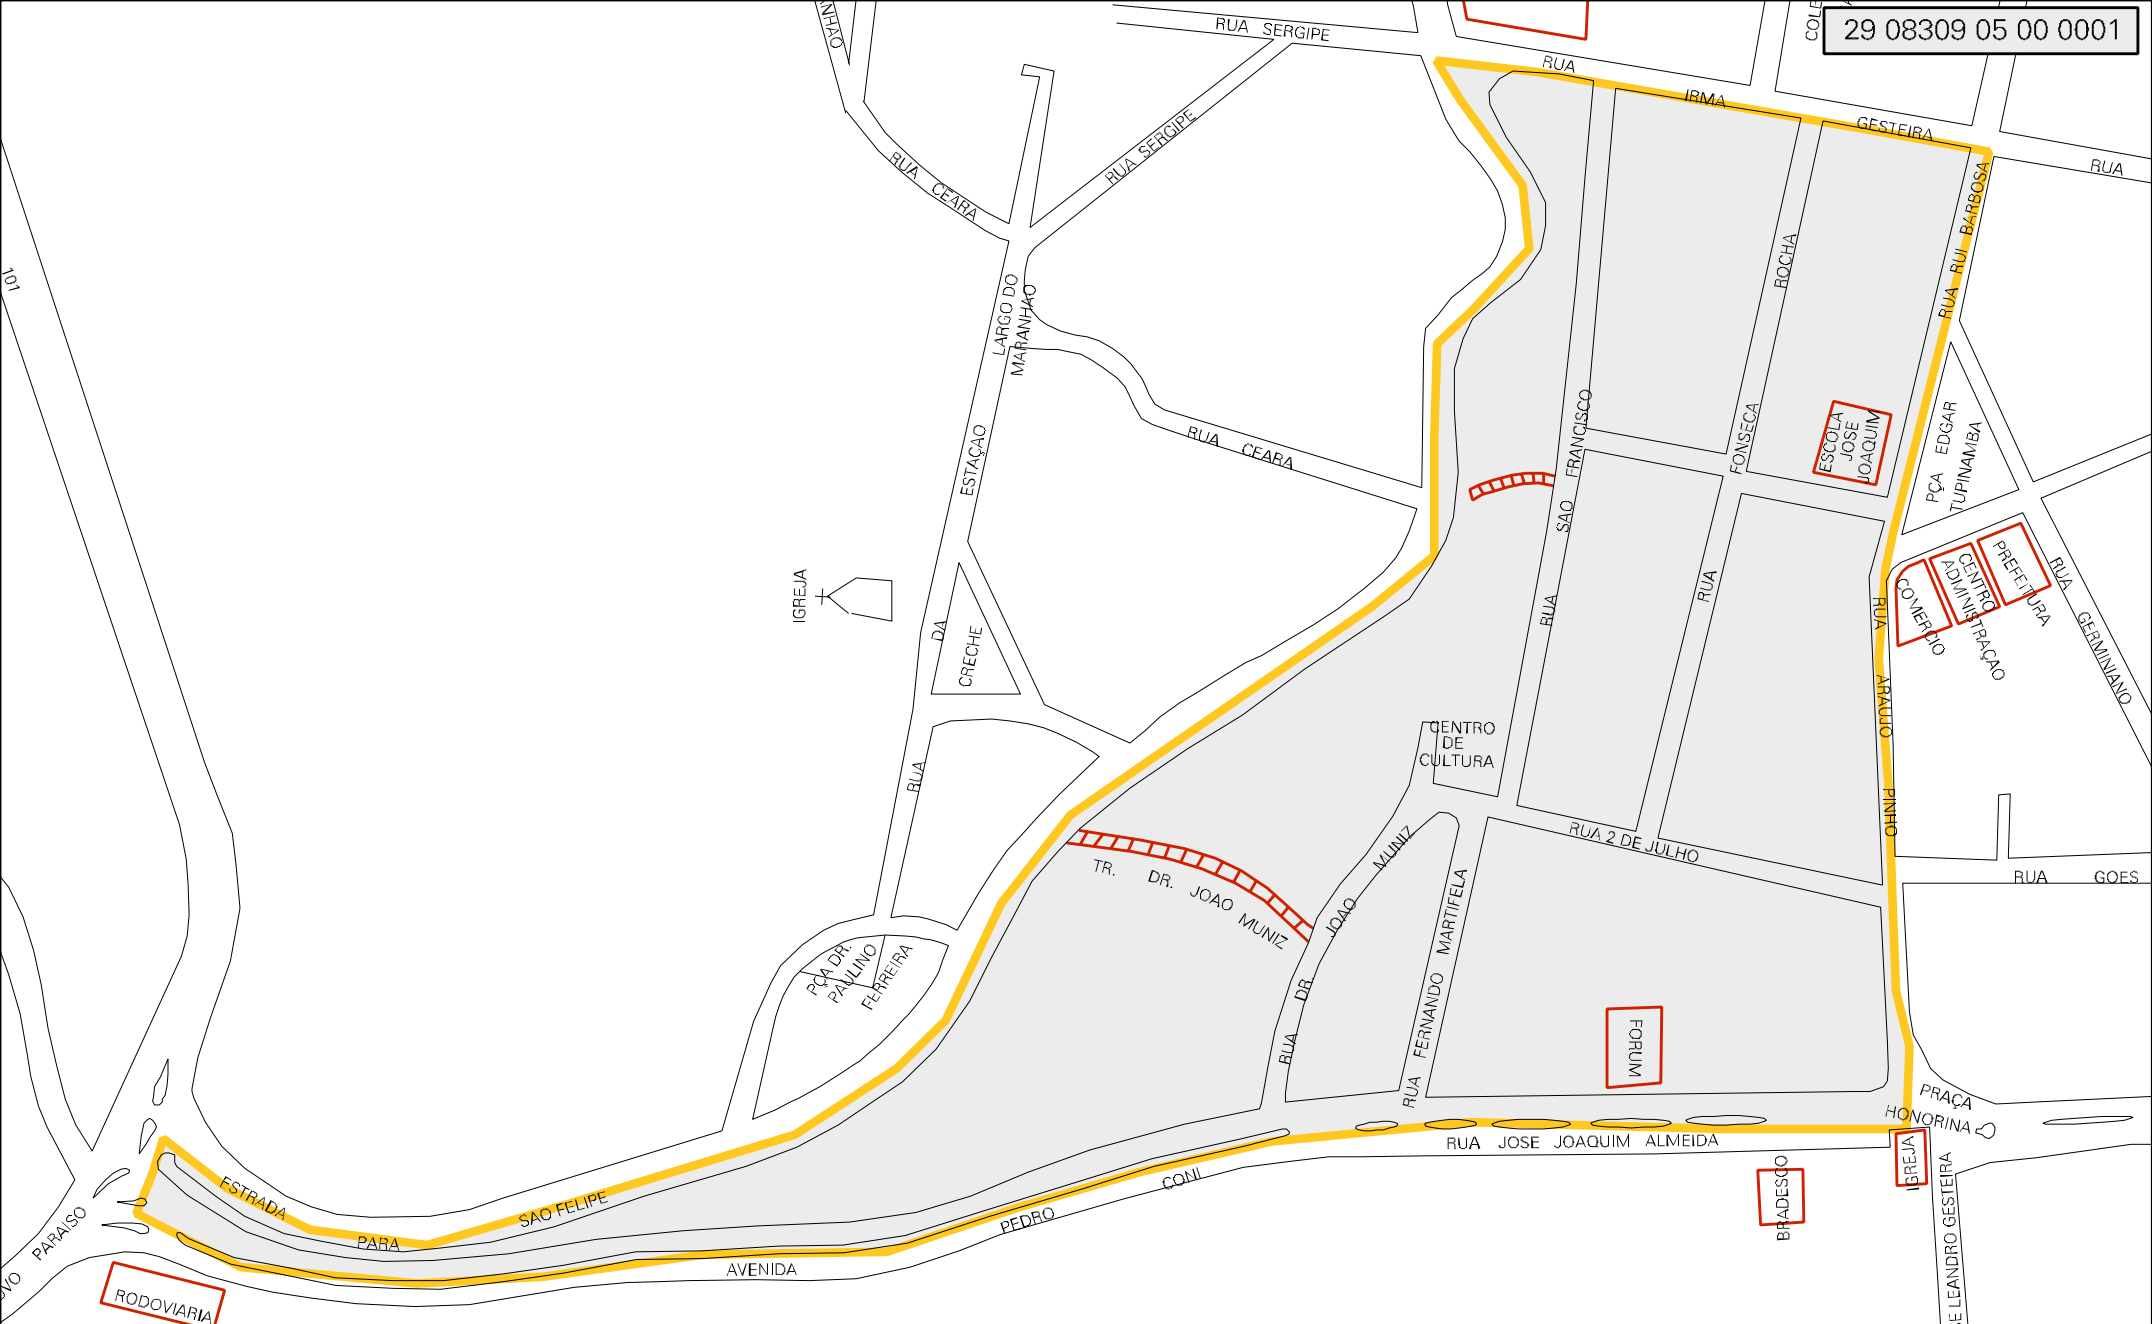 29 08309 05 00 0001
RUA SERGIPE
RUA
IRMA
GESTEIRA
RUA
RUA SERGIPE
RUA CEARA
RUA RUI BARBOSA
101
LARGO DO
MARANHAO
ROCHA
FONSECA
RUA
RUA SAO FRANCISCO
ESCOLA
JOSE
JOAQUIM
PÇA EDGAR
TUPINAMBA
RUA CEARA
RUA DA ESTAÇAO
IGREJA
CRECHE
COMERCIO
CENTRO
ADMINISTRAÇAO
PREFEITURA
RUA GERMINIANO
RUA ARAUJO PINHO
CENTRO
DE
CULTURA
RUA 2 DE JULHO
RUA GOES
TR. DR. JOAO MUNIZ
RUA DR. JOAO MUNIZ
RUA FERNANDO MARTIFELA
PÇA DR.
PAULINO
FERREIRA
FORUM
PRAÇA
HONORINA
RUA JOSE JOAQUIM ALMEIDA
IGREJA
BRADESCO
LEANDRO GESTEIRA
ESTRADA
PARA
SAO FELIPE
AVENIDA
PEDRO
CONI
PARAISO
RODOVIARIA